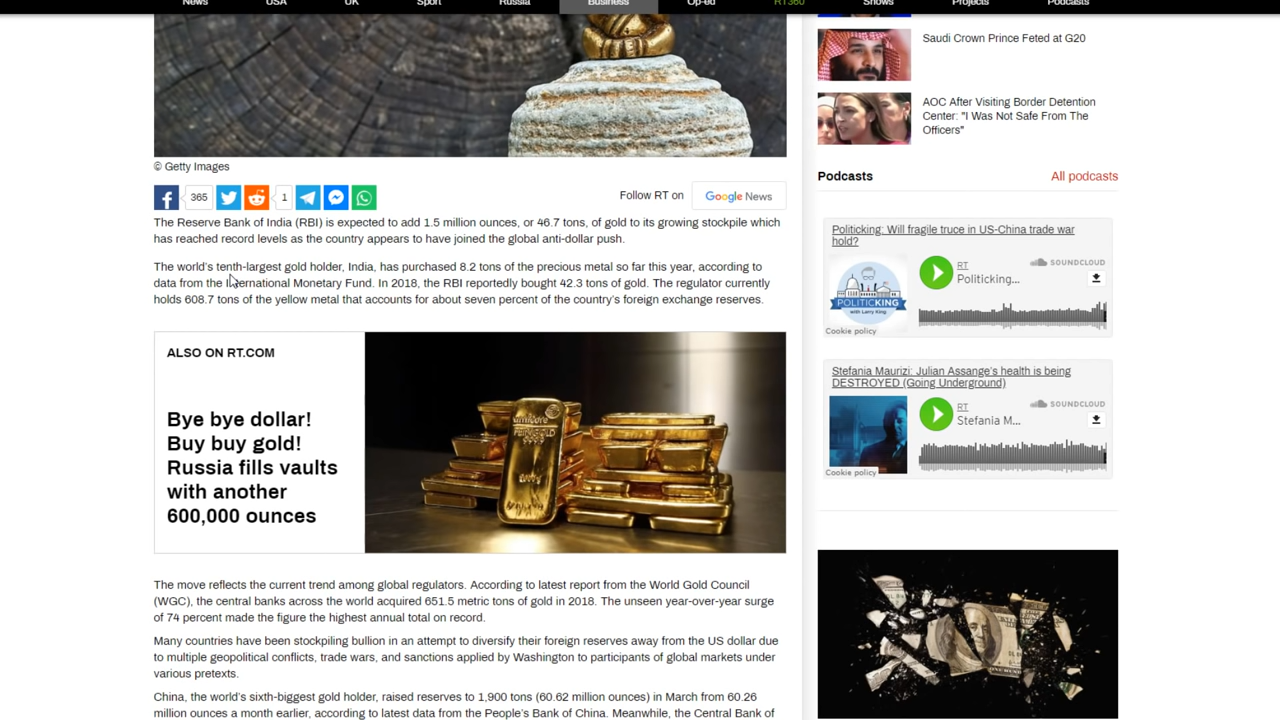 News USA UK Sport Russia Business Op-ed RT360 Shows Projects Podcasts
Saudi Crown Prince Feted at G20
AOC After Visiting Border Detention
Center: "I Was Not Safe From The
Officers"
© Getty Images
365
1
Follow RT on
Google News
The Reserve Bank of India (RBI) is expected to add 1.5 million ounces, or 46.7 tons, of gold to its growing stockpile which
has reached record levels as the country appears to have joined the global anti-dollar push.
The world's tenth-largest gold holder, India, has purchased 8.2 tons of the precious metal so far this year, according to
data from the International Monetary Fund. In 2018, the RBI reportedly bought 42.3 tons of gold. The regulator currently
holds 608.7 tons of the yellow metal that accounts for about seven percent of the country's foreign exchange reserves.
ALSO ON RT.COM
Bye bye dollar!
Buy buy gold!
Russia fills vaults
with another
600,000 ounces
The move reflects the current trend among global regulators. According to latest report from the World Gold Council
(WGC), the central banks across the world acquired 651.5 metric tons of gold in 2018. The unseen year-over-year surge
of 74 percent made the figure the highest annual total on record.
Many countries have been stockpiling bullion in an attempt to diversify their foreign reserves away from the US dollar due
to multiple geopolitical conflicts, trade wars, and sanctions applied by Washington to participants of global markets under
various pretexts.
China, the world's sixth-biggest gold holder, raised reserves to 1,900 tons (60.62 million ounces) in March from 60.26
million ounces a month earlier, according to latest data from the People's Bank of China. Meanwhile, the Central Bank of
Podcasts
All podcasts
Politicking: Will fragile truce in US-China trade war
hold?
SOUNDCLOUD
RT
Politicking...
POLITICKING
with Larry King
Cookie policy
Stefania Maurizi: Julian Assange's health is being
DESTROYED (Going Underground)
SOUNDCLOUD
RT
Stefania M...
Cookie policy